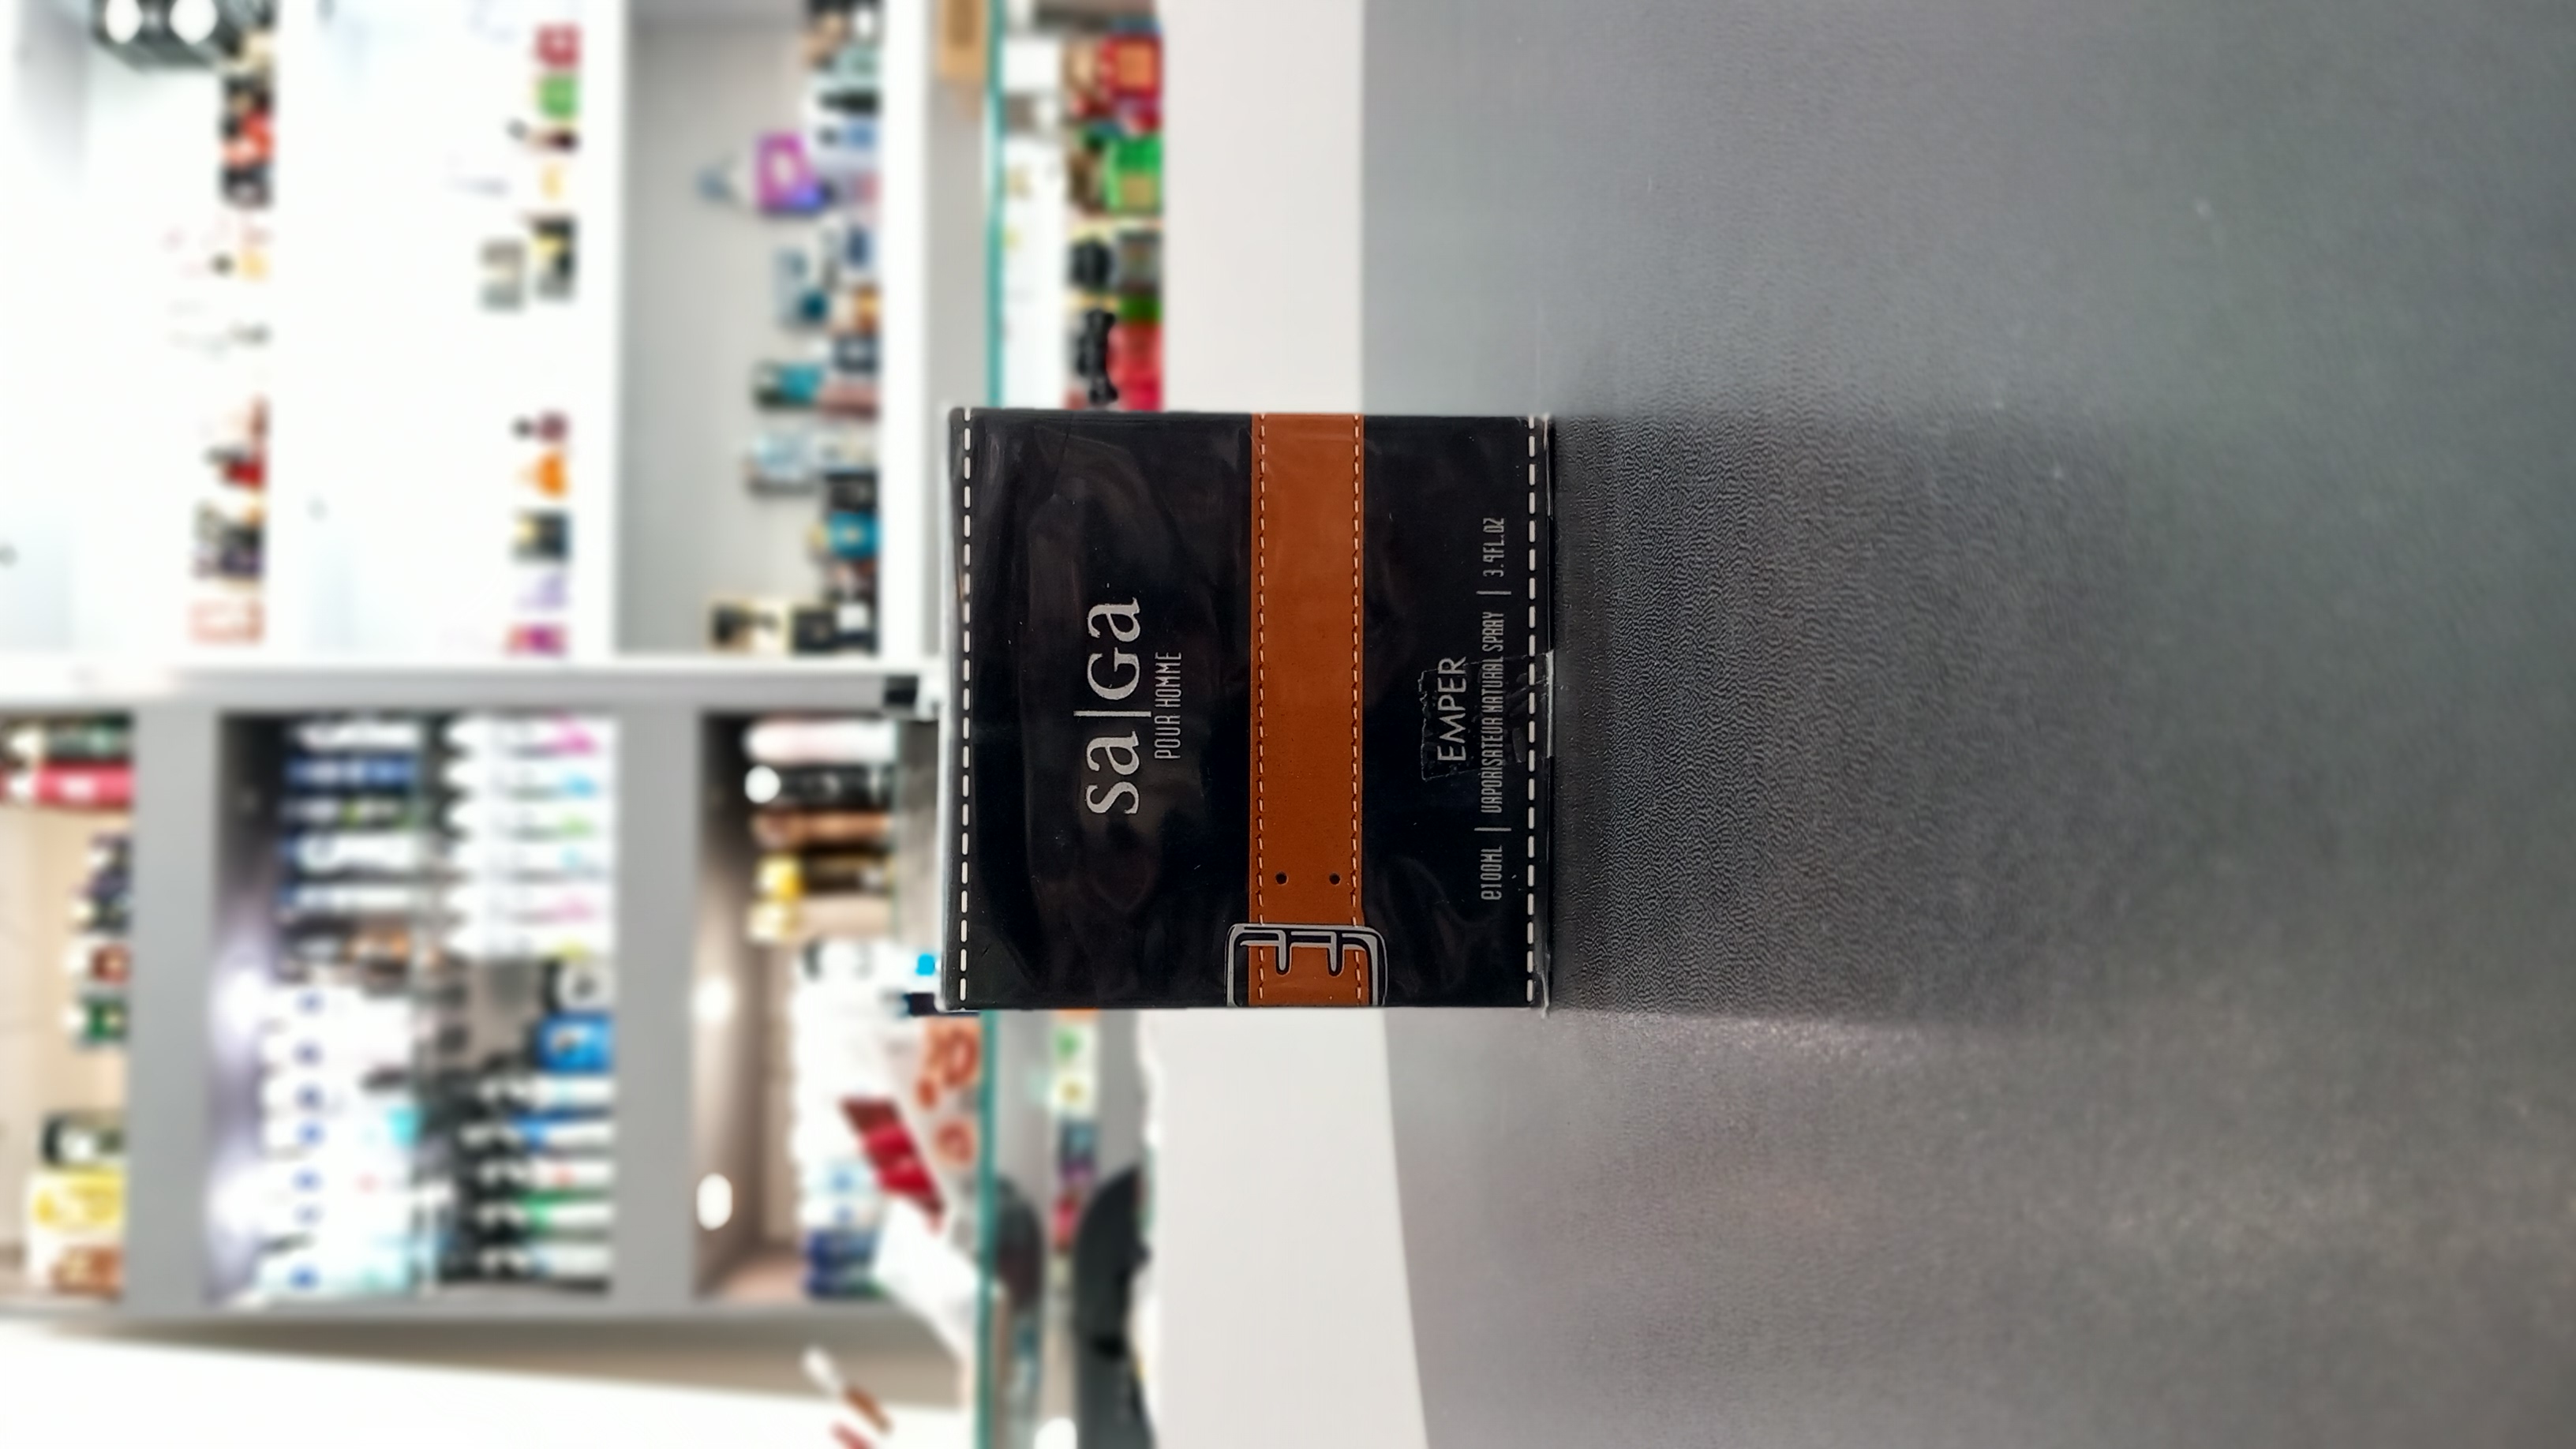 sa|Ga
POUR HOMME
EMPER
e100ML | VAPORISATEUR NATURAL SPRAY | 3.4FL.OZ